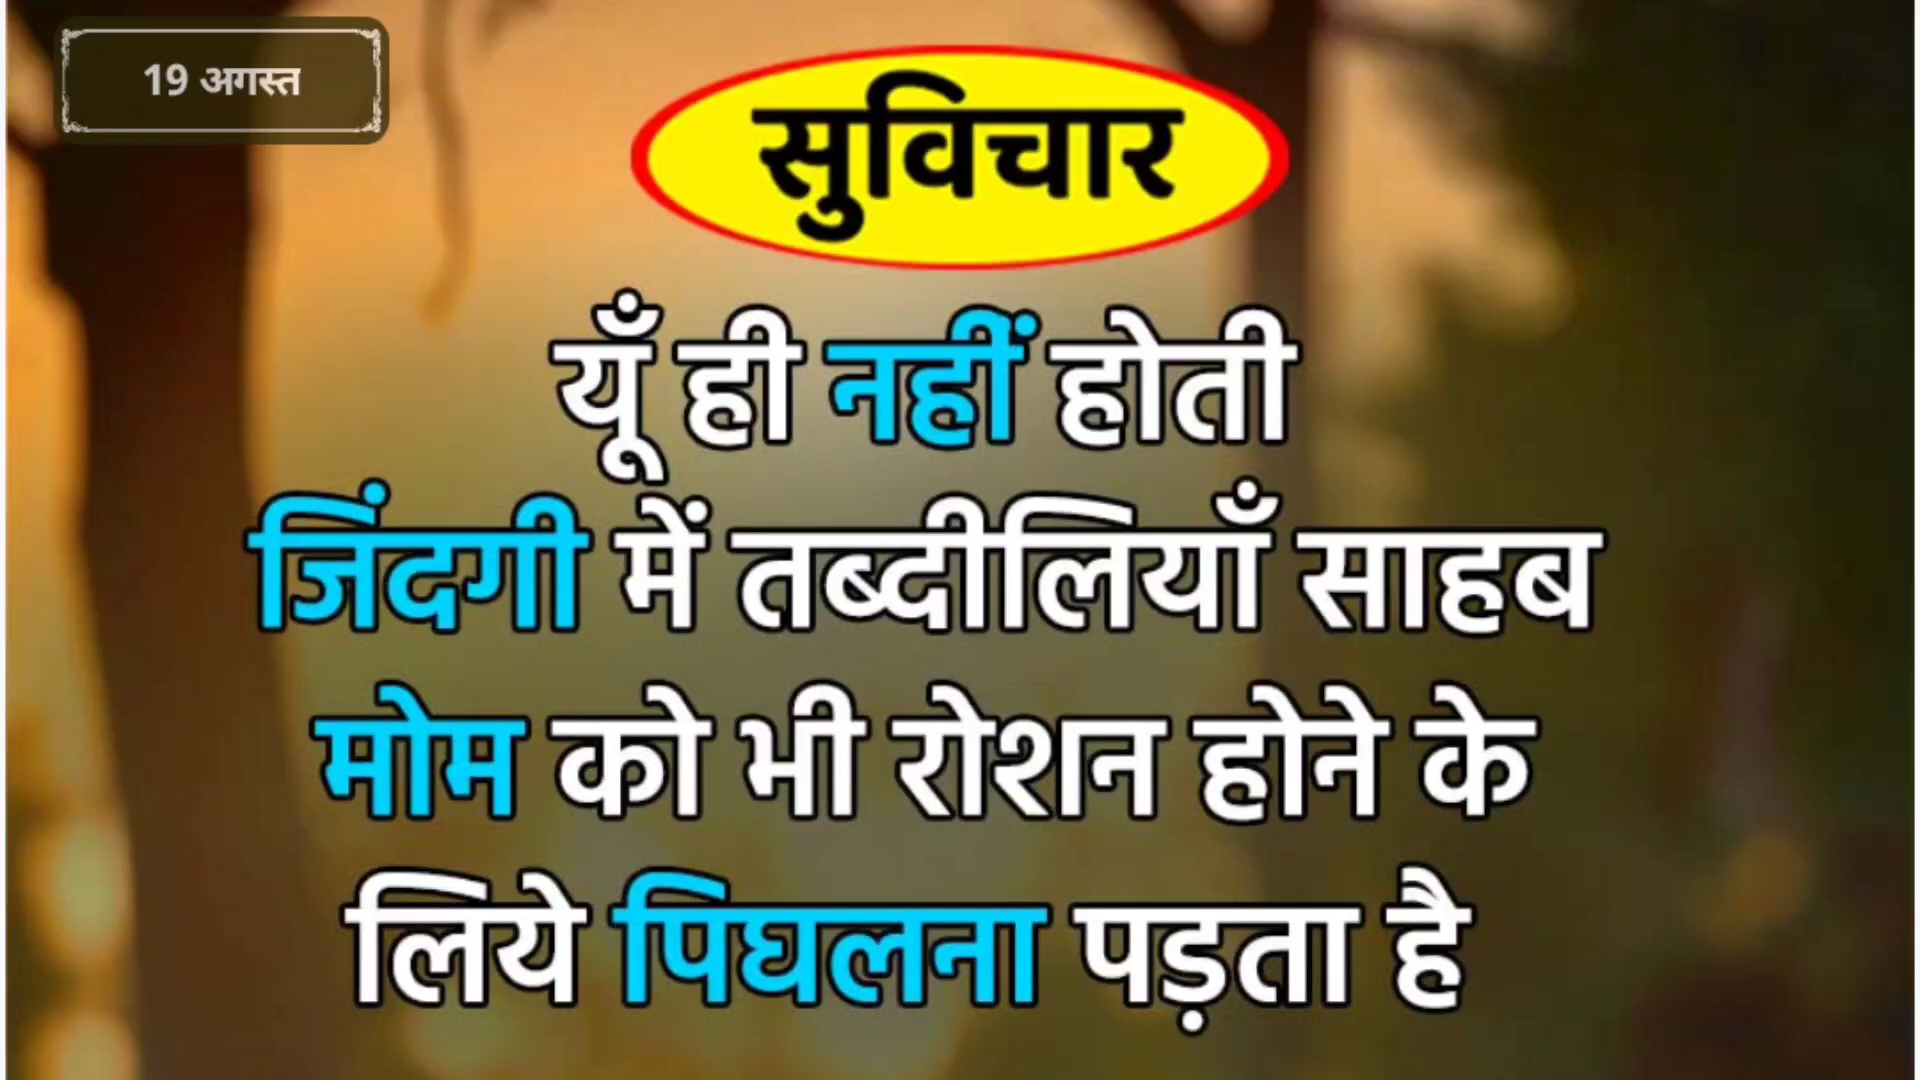 19 अगस्त
सुविचार
यूँ ही नहीं होती
जिंदगी में तब्दीलियाँ साहब
मोम को भी रोशन होने के
लिये पिघलना पड़ता है